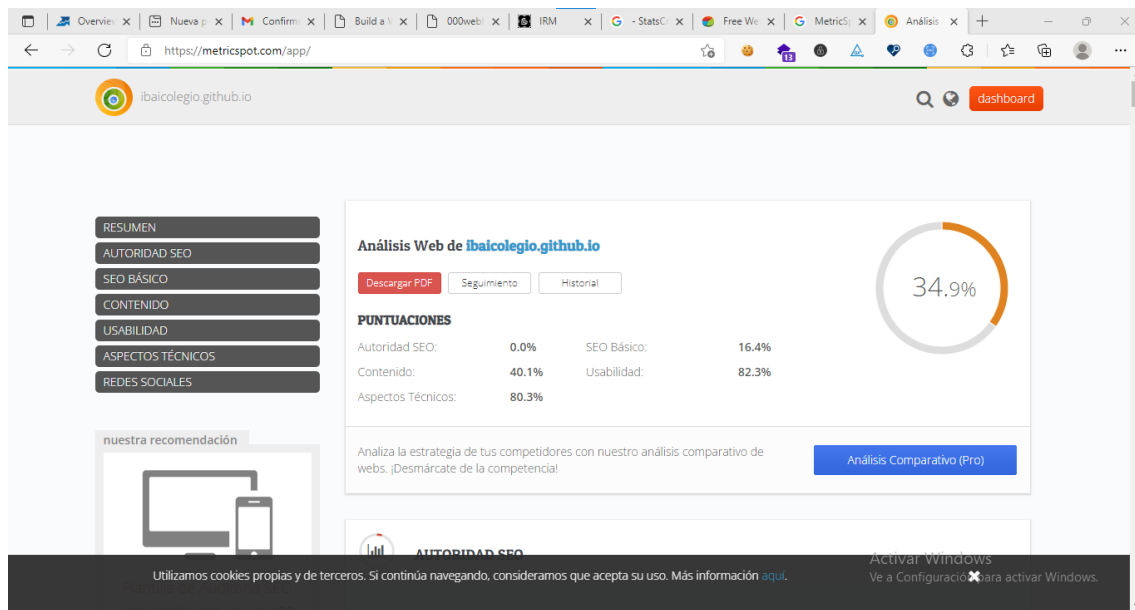 Overview
Nueva p
Confirm
Build a W
000webl
IRM
G - StatsC
Free We
MetricS
Análisis
https://metricspot.com/app/
13
ibaicolegio.github.io
dashboard
RESUMEN
AUTORIDAD SEO
SEO BÁSICO
CONTENIDO
USABILIDAD
ASPECTOS TÉCNICOS
REDES SOCIALES
nuestra recomendación
Análisis Web de ibaicolegio.github.io
Descargar PDF Seguimiento Historial
34.9%
PUNTUACIONES
Autoridad SEO: 0.0% SEO Básico: 16.4%
Contenido: 40.1% Usabilidad: 82.3%
Aspectos Técnicos: 80.3%
Analiza la estrategia de tus competidores con nuestro análisis comparativo de
webs. ¡Desmárcate de la competencia!
Análisis Comparativo (Pro)
AUTORIDAD SEO
Utilizamos cookies propias y de terceros. Si continúa navegando, consideramos que acepta su uso. Más información aquí.
Activar Windows
Ve a Configuración para activar Windows.